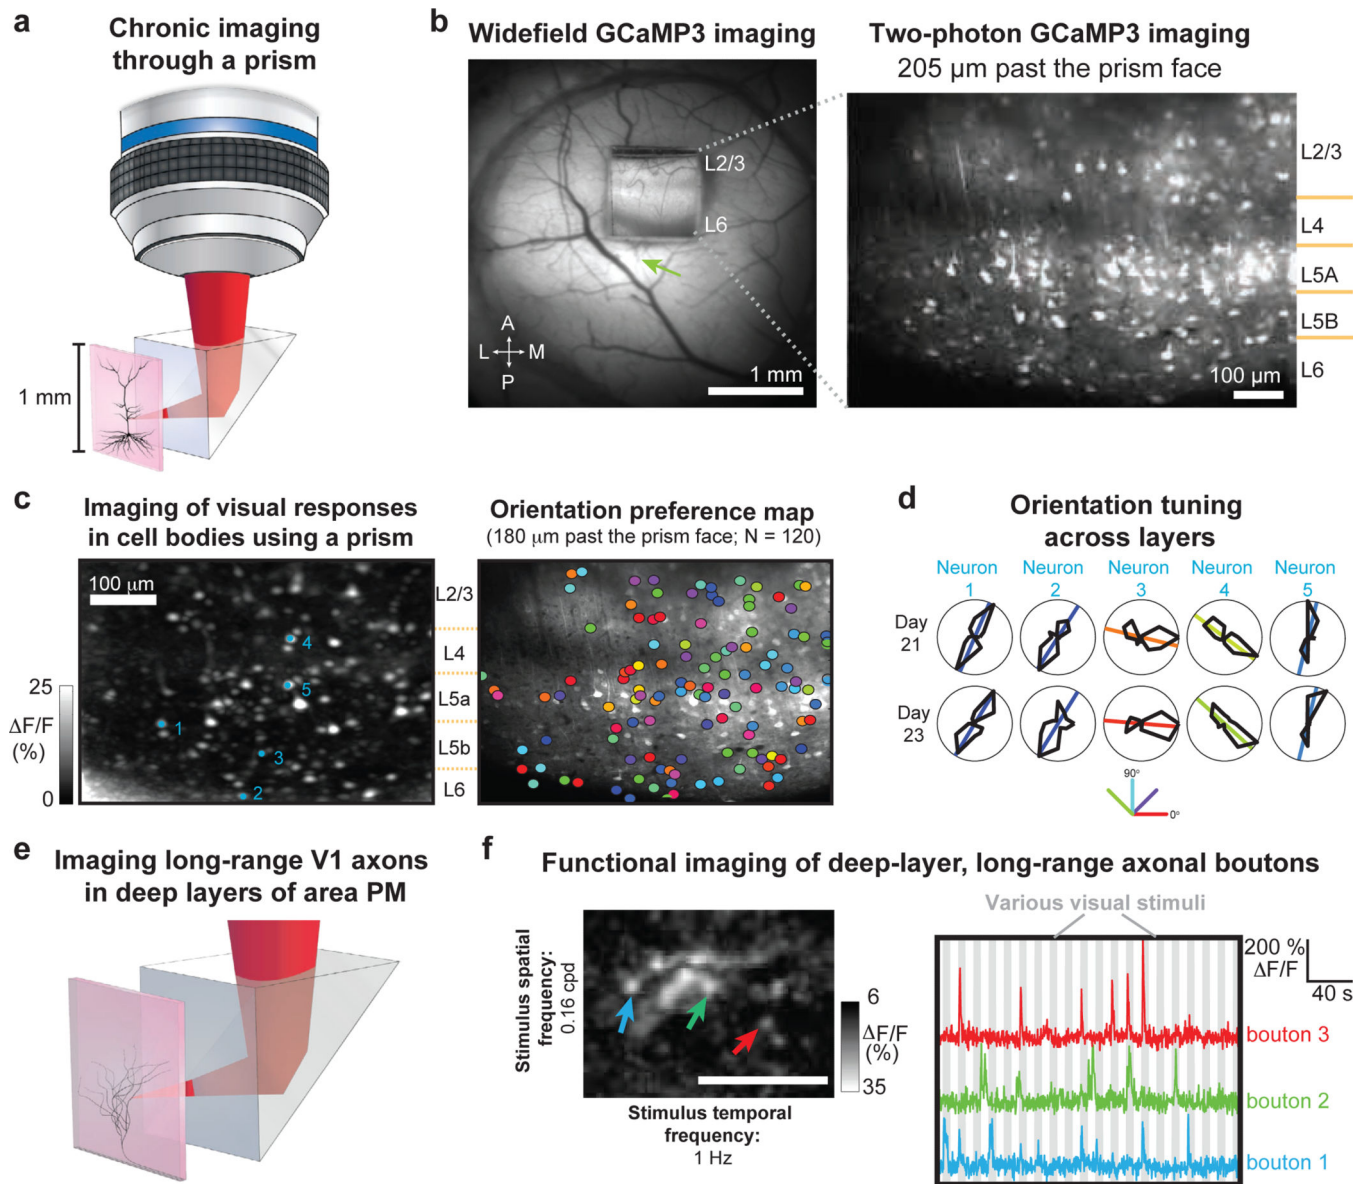 a
Chronic imaging
through a prism
1 mm
b
Widefield GCaMP3 imaging
L2/3
L6
A
L M
P
1 mm
Two-photon GCaMP3 imaging
205 µm past the prism face
L2/3
L4
L5A
L5B
L6
100 µm
c
Imaging of visual responses
in cell bodies using a prism
100 µm
4
5
1
3
2
25
ΔF/F
(%)
0
L2/3
L4
L5a
L5b
L6
Orientation preference map
(180 µm past the prism face; N = 120)
d
Orientation tuning
across layers
Neuron Neuron Neuron Neuron Neuron
1 2 3 4 5
Day
21
Day
23
90°
0°
e
Imaging long-range V1 axons
in deep layers of area PM
f
Functional imaging of deep-layer, long-range axonal boutons
Stimulus spatial
frequency:
0.16 cpd
Stimulus temporal
frequency:
1 Hz
6
ΔF/F
(%)
35
Various visual stimuli
200 %
ΔF/F
40 s
bouton 3
bouton 2
bouton 1